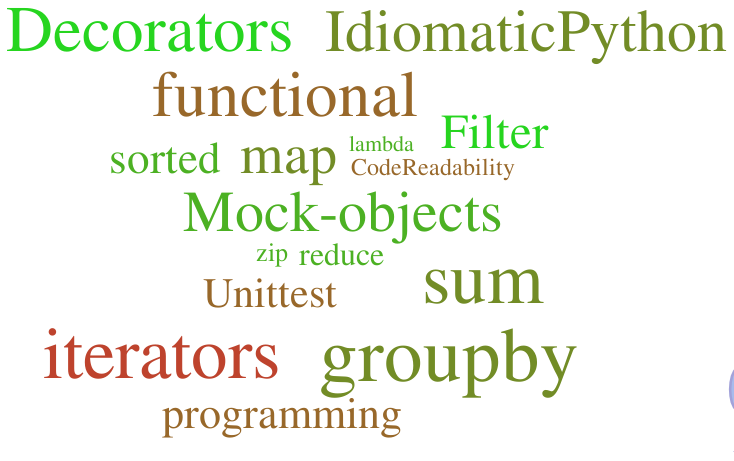 Decorators IdiomaticPython
functional
Filter
sorted map lambda
CodeReadability
Mock-objects
zip reduce
Unittest sum
iterators groupby
programming